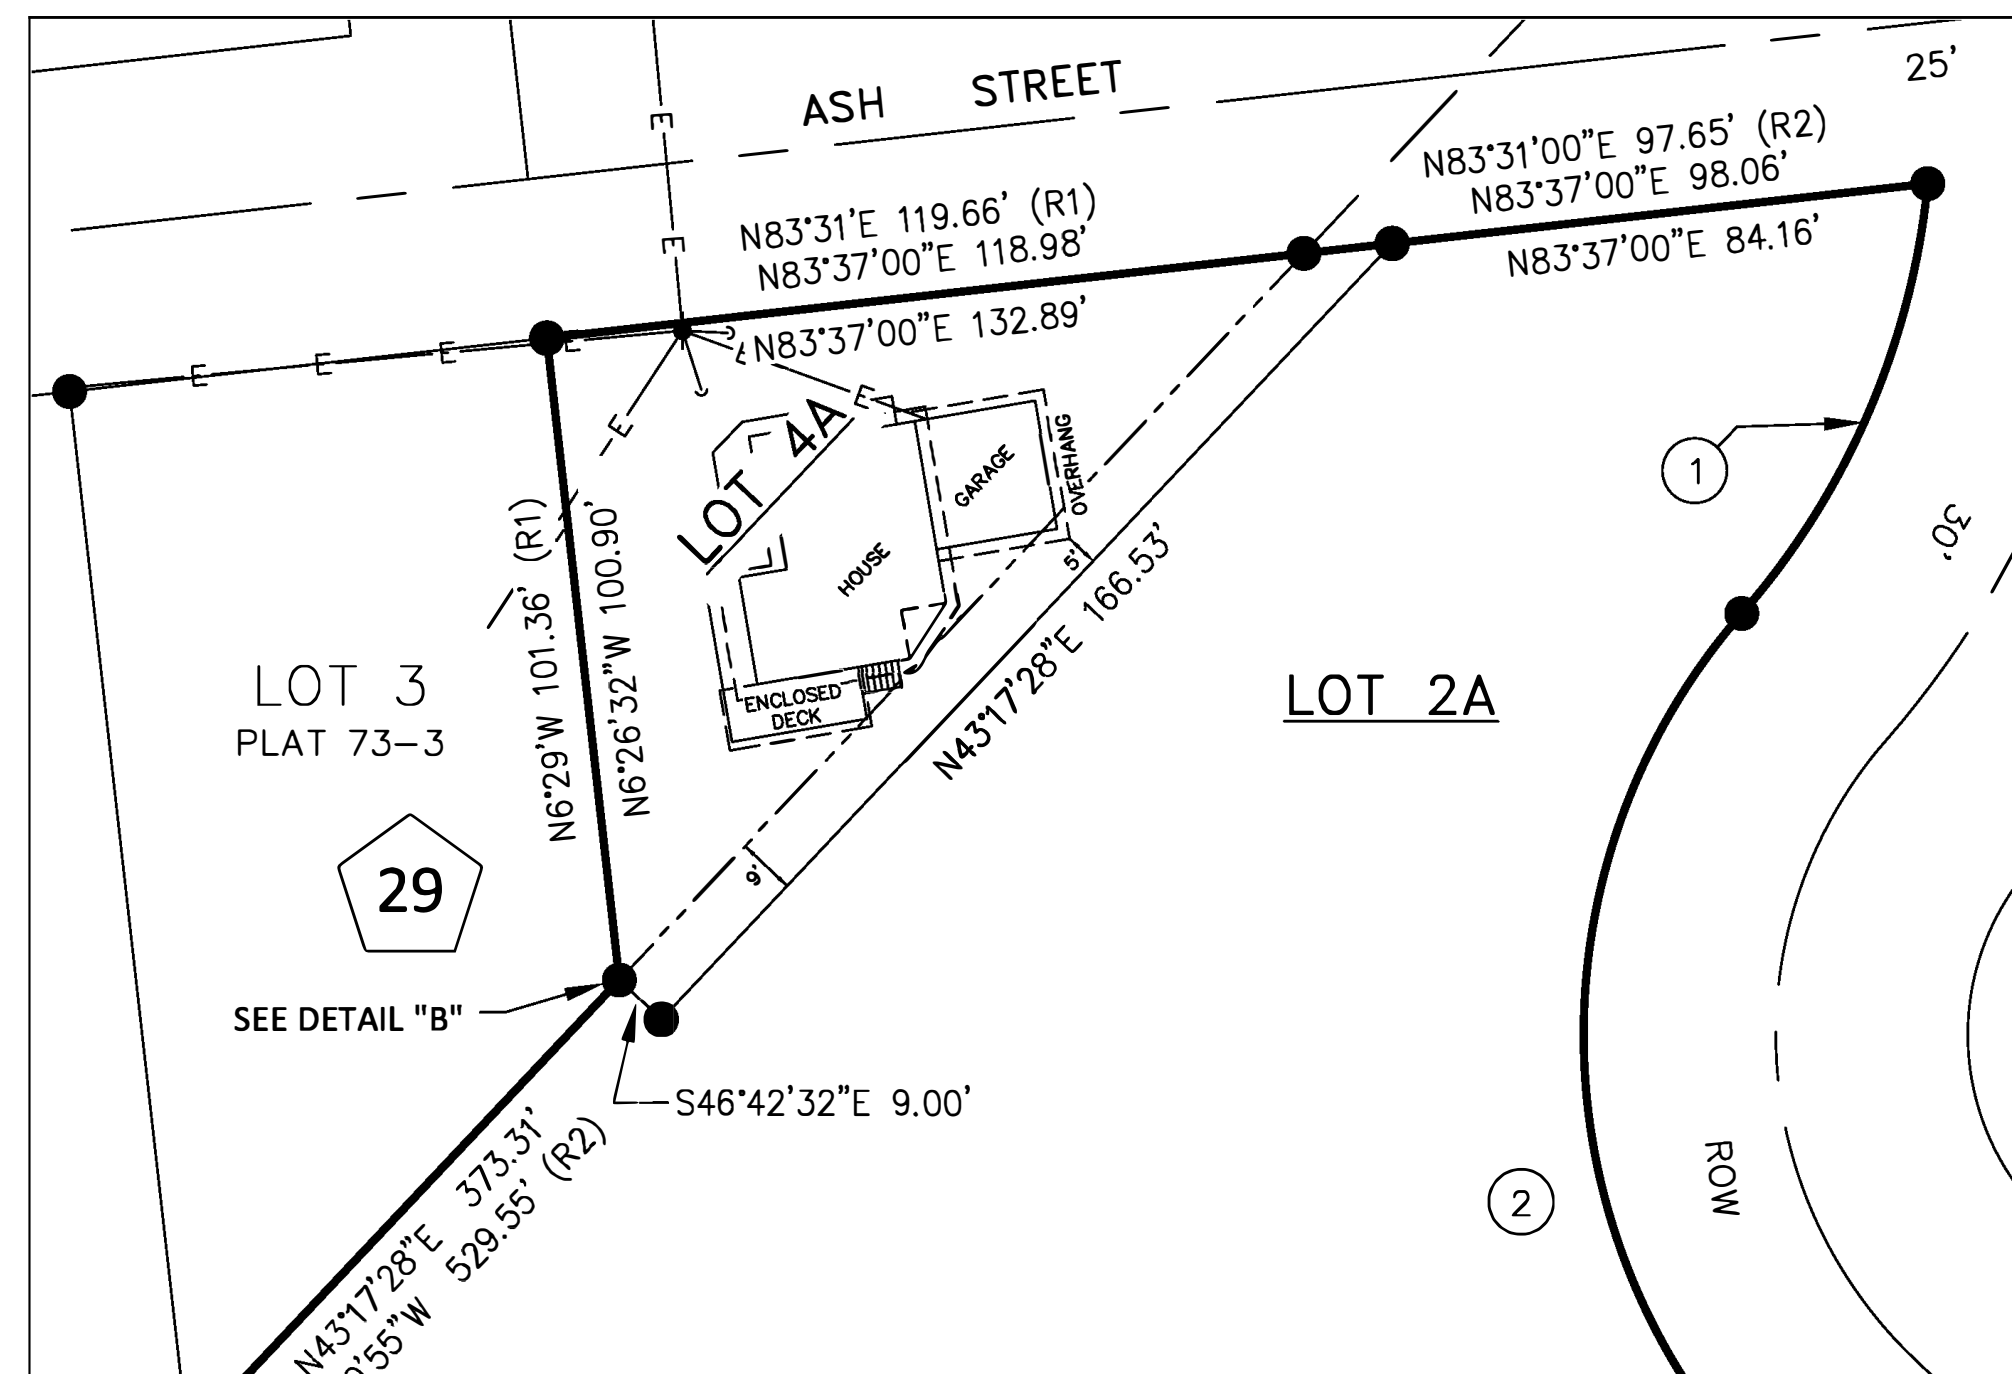 ASH STREET
25'
N83°31'00"E 97.65' (R2)
N83°37'00"E 98.06'
N83°37'00"E 84.16'
N83°31'E 119.66' (R1)
N83°37'00"E 118.98'
N83°37'00"E 132.89'
E
E
E
E
E
E
E
E
LOT 4A
GARAGE
OVERHANG
HOUSE
ENCLOSED
DECK
5'
9'
1
30'
N6°29'W 101.36' (R1)
N6°26'32"W 100.90'
N43°17'28"E 166.53'
LOT 3
PLAT 73-3
29
LOT 2A
SEE DETAIL "B"
S46°42'32"E 9.00'
N43°17'28"E 373.31'
0'55"W 529.55' (R2)
2
ROW